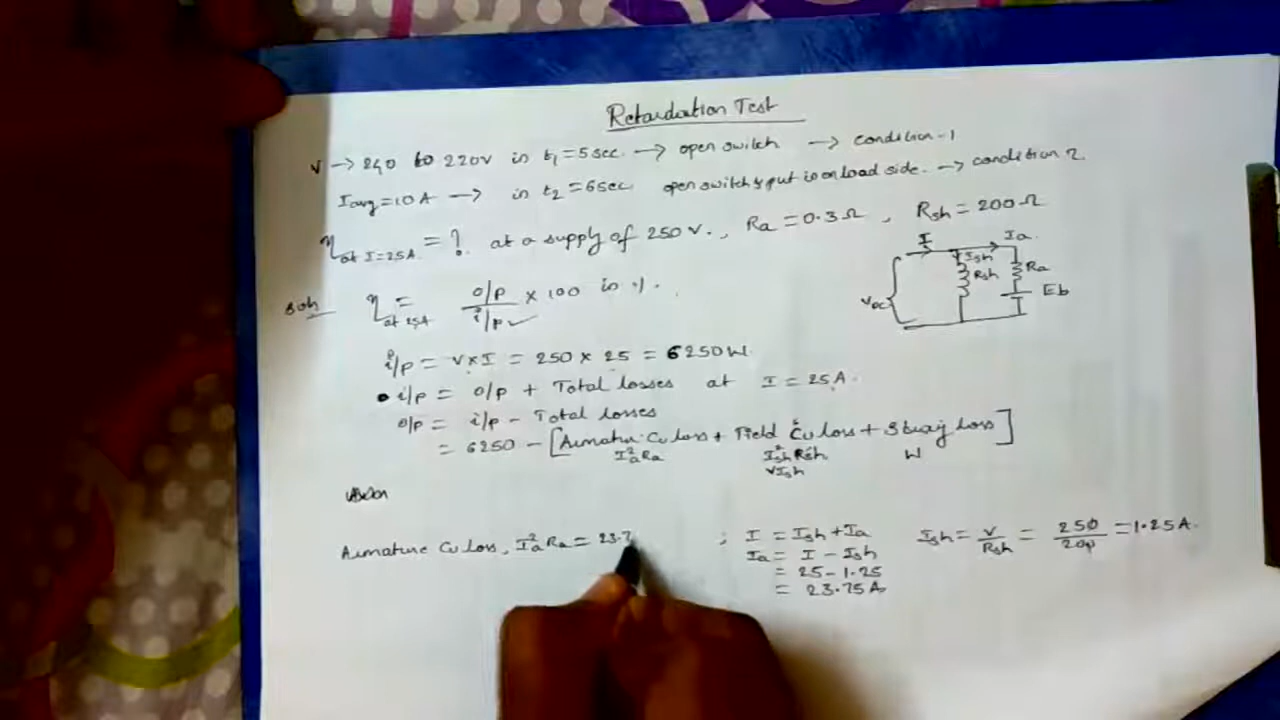 Retardation Test
V → 240 to 220V in t₁ = 5 sec. → open switch → condition - 1
Iavg = 10 A → in t₂ = 6 sec open switch & put is on load side. → condition 2.
η at I = 25A. = ? at a supply of 250 V., Ra = 0.3 Ω, Rsh = 200 Ω
I Ia
Ish
Rsh Ra
VDC Eb
Soln η at 25A = o/p / i/p × 100 in %.
i/p = V×I = 250 × 25 = 6250W
i/p = o/p + Total losses at I = 25A.
o/p = i/p - Total losses
= 6250 - [Armatu. Cu loss + Field Cu loss + Stray loss]
Ia²Ra Ish²Rsh W
VIsh
Armature Cu loss, Ia²Ra = 23.7 ; I = Ish + Ia Ish = V/Rsh = 250/200 = 1.25 A.
Ia = I - Ish
= 25 - 1.25
= 23.75 A